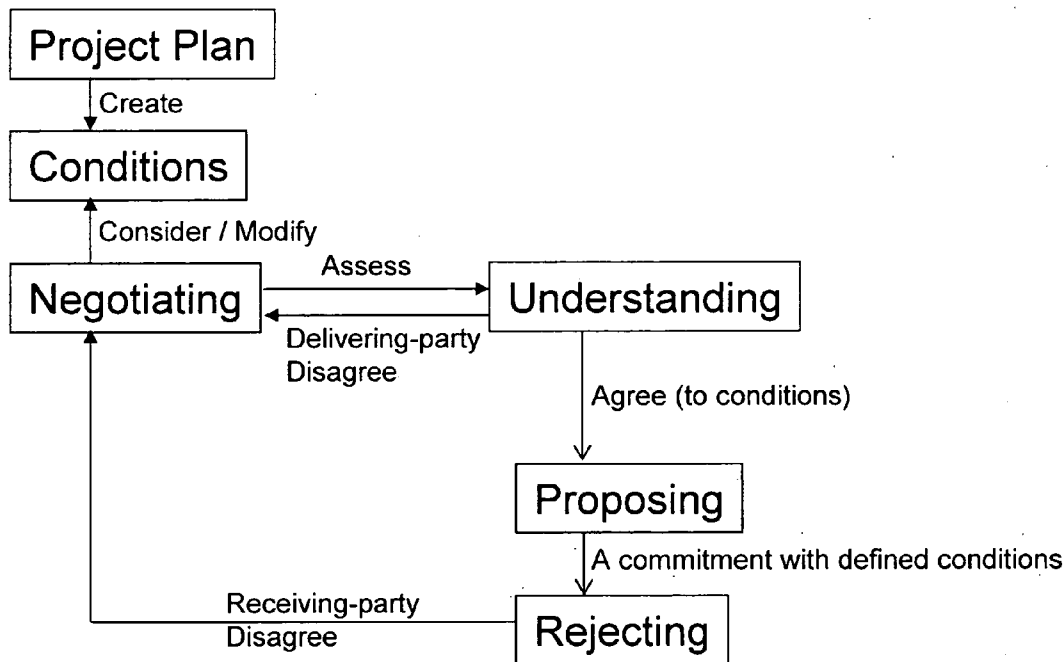 Project Plan
Create
Conditions
Consider / Modify
Negotiating
Assess
Understanding
Delivering-party
Disagree
Agree (to conditions)
Proposing
A commitment with defined conditions
Receiving-party
Disagree
Rejecting